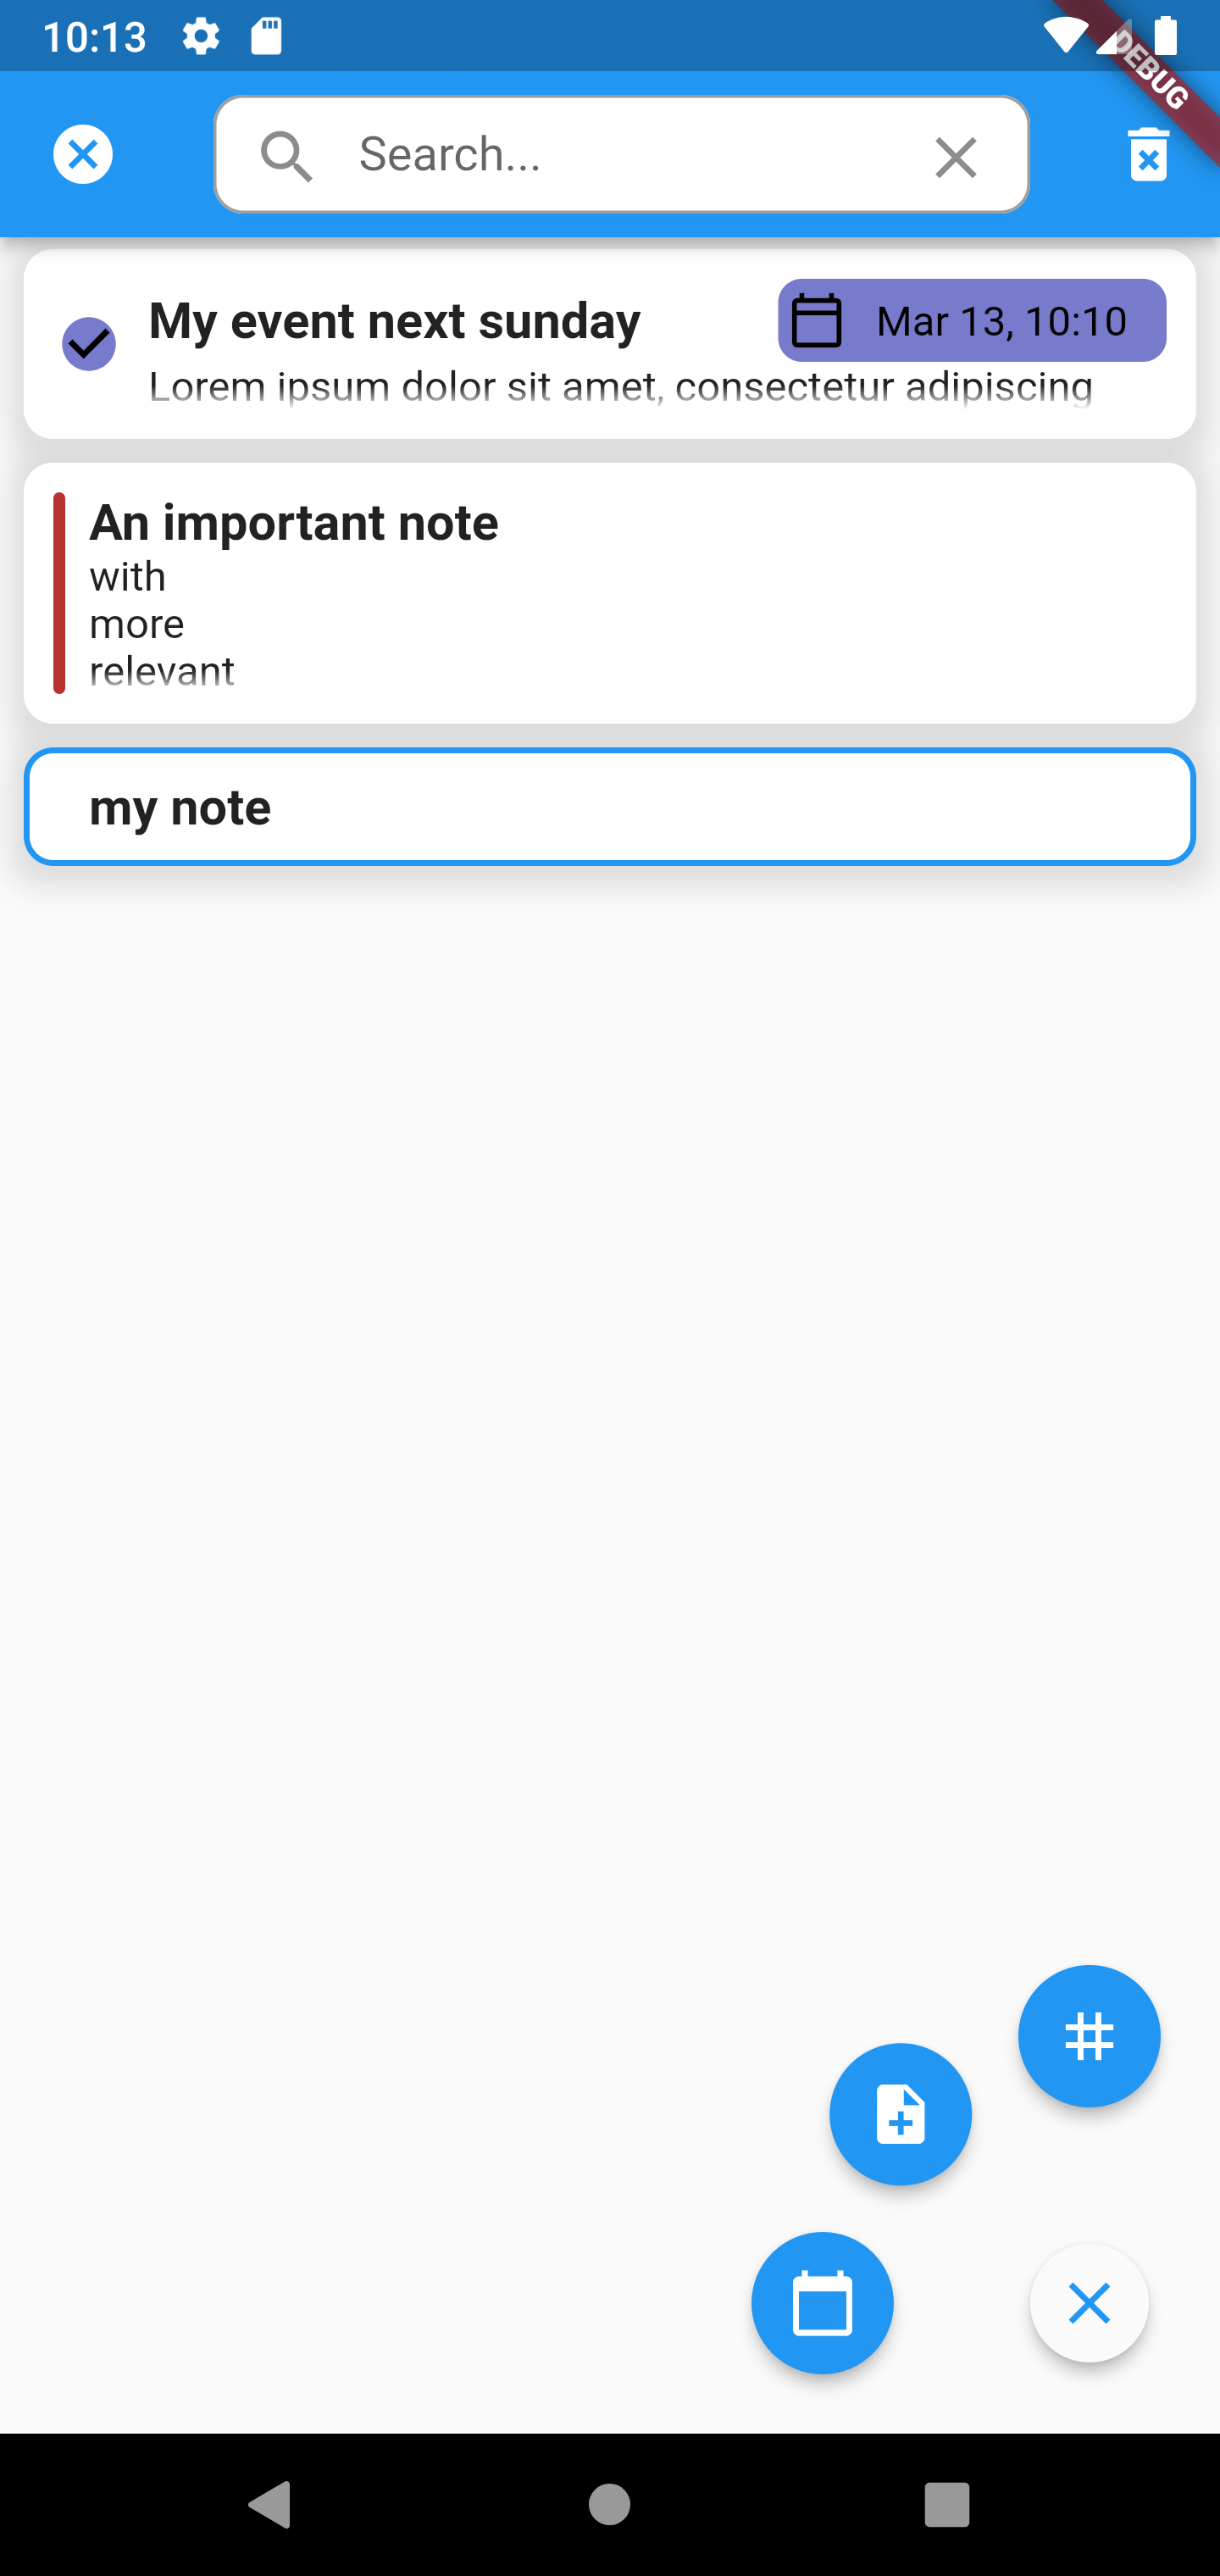 10:13
DEBUG
Search...
My event next sunday
Mar 13, 10:10
Lorem ipsum dolor sit amet, consectetur adipiscing
An important note
with
more
relevant
my note